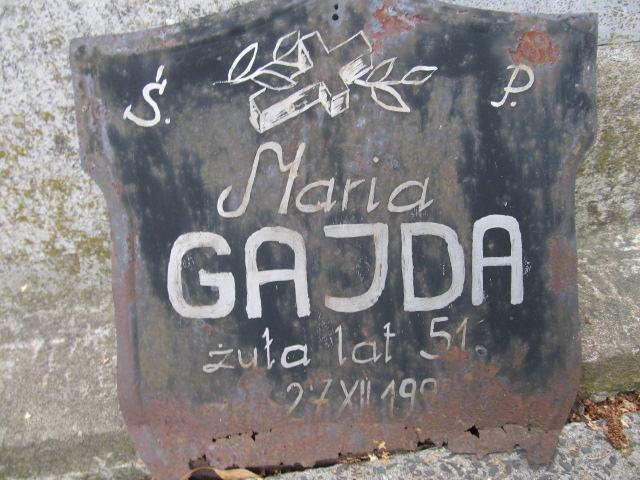 Ś. P.
Maria
GAJDA
żuła lat 51.
27 XII